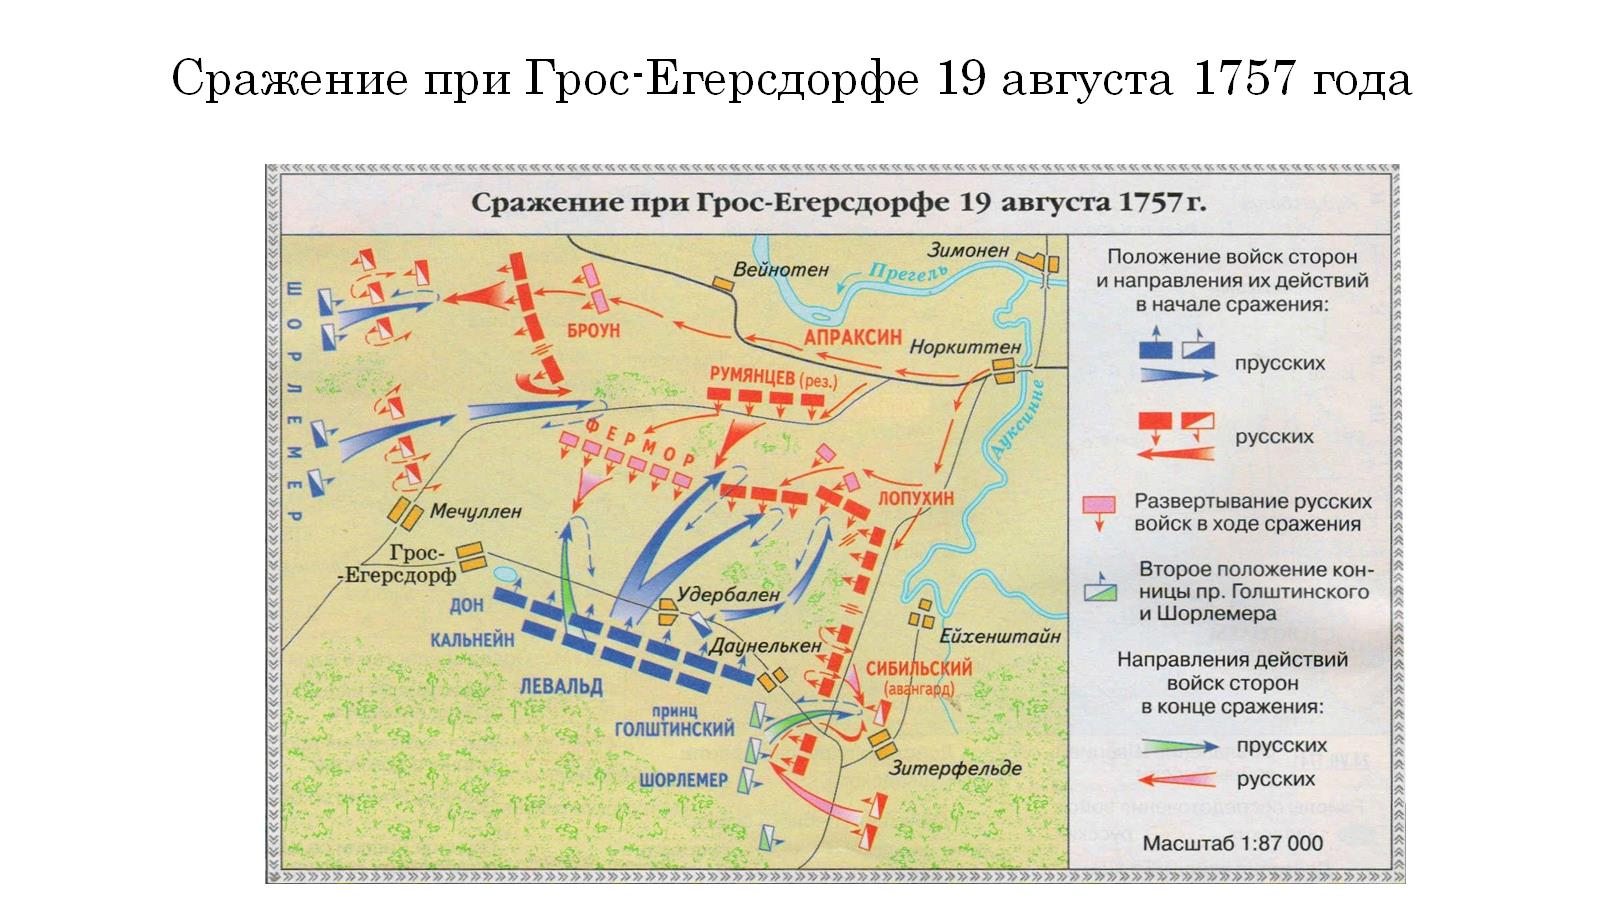 Сражение при Грос-Егерсдорфе 19 августа 1757 года
Сражение при Грос-Егерсдорфе 19 августа 1757 г.
Зимонен
Вейнотен
Прегель
ШОРЛЕМЕР
БРОУН
АПРАКСИН
Норкиттен
РУМЯНЦЕВ (рез.)
Ауксинне
ФЕРМОР
ЛОПУХИН
Мечуллен
Грос-
-Егерсдорф
ДОН
Удербален
КАЛЬНЕЙН
Даунелькен
Ейхенштайн
ЛЕВАЛЬД
СИБИЛЬСКИЙ
(авангард)
принц
ГОЛШТИНСКИЙ
ШОРЛЕМЕР
Зитерфельде
Положение войск сторон
и направления их действий
в начале сражения:
прусских
русских
Развертывание русских
войск в ходе сражения
Второе положение кон-
ницы пр. Голштинского
и Шорлемера
Направления действий
войск сторон
в конце сражения:
прусских
русских
Масштаб 1:87 000